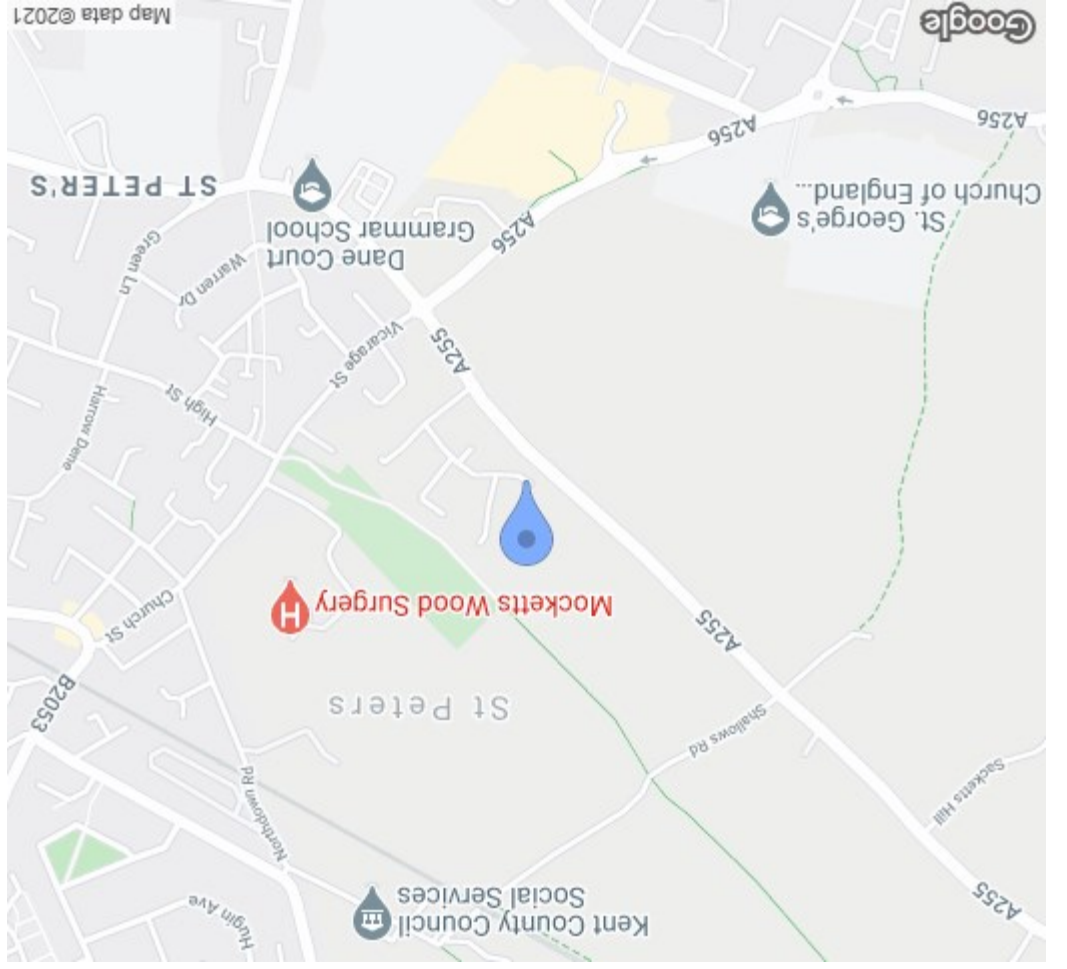 Kent County Council
Social Services
Hugin Ave
A255
Sacketts Hill
Northdown Rd
Shallows Rd
St Peters
B2053
A255
Mocketts Wood Surgery
H
Church St
Harrow Dene
High St
A255
Vicarage St
Warren Dr
Green Ln
Dane Court
Grammar School
A256
St. George's
Church of England...
ST PETER'S
A256
A256
Google
Map data ©2021